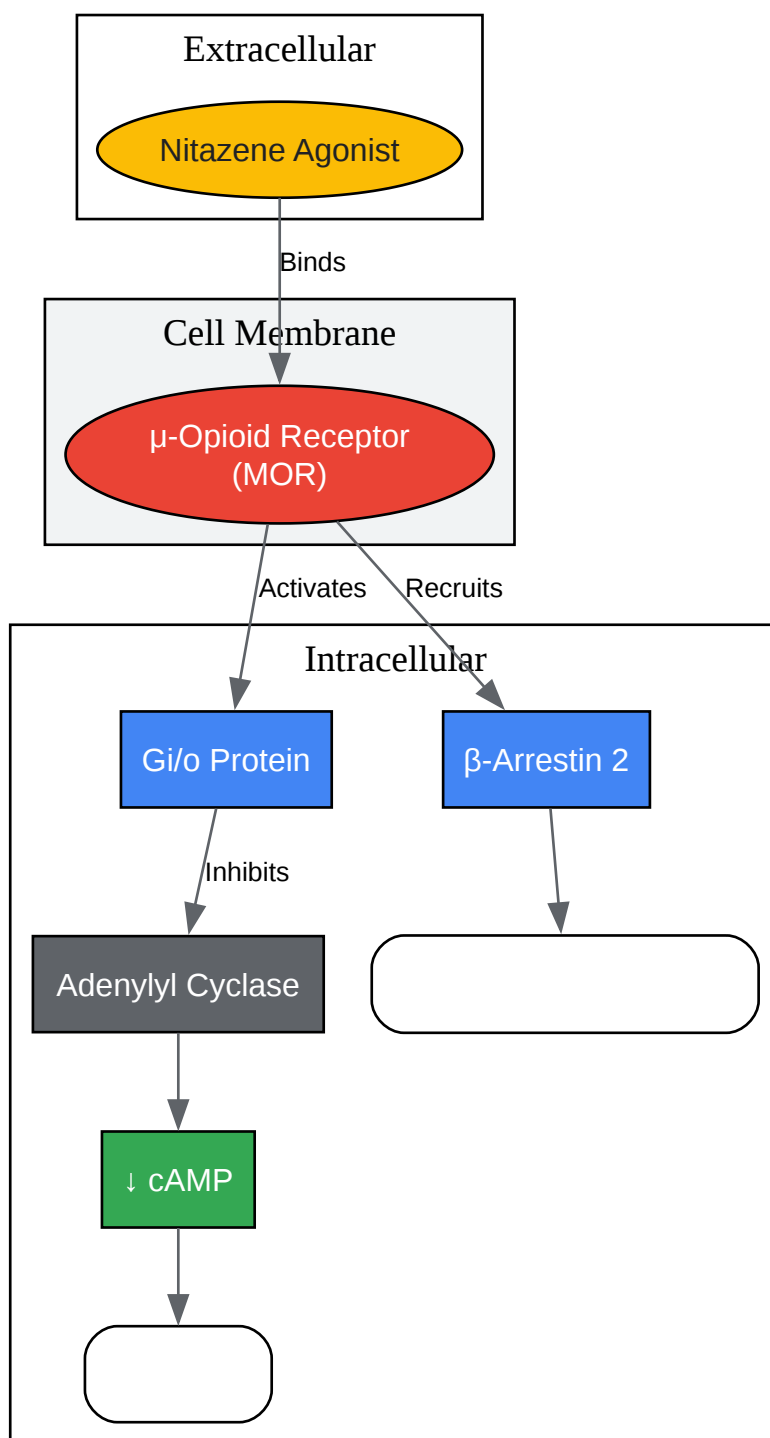 Extracellular
Nitazene Agonist
Binds
Cell Membrane
μ-Opioid Receptor
(MOR)
Activates
Recruits
Intracellular
Gi/o Protein
β-Arrestin 2
Inhibits
Adenylyl Cyclase
↓ cAMP